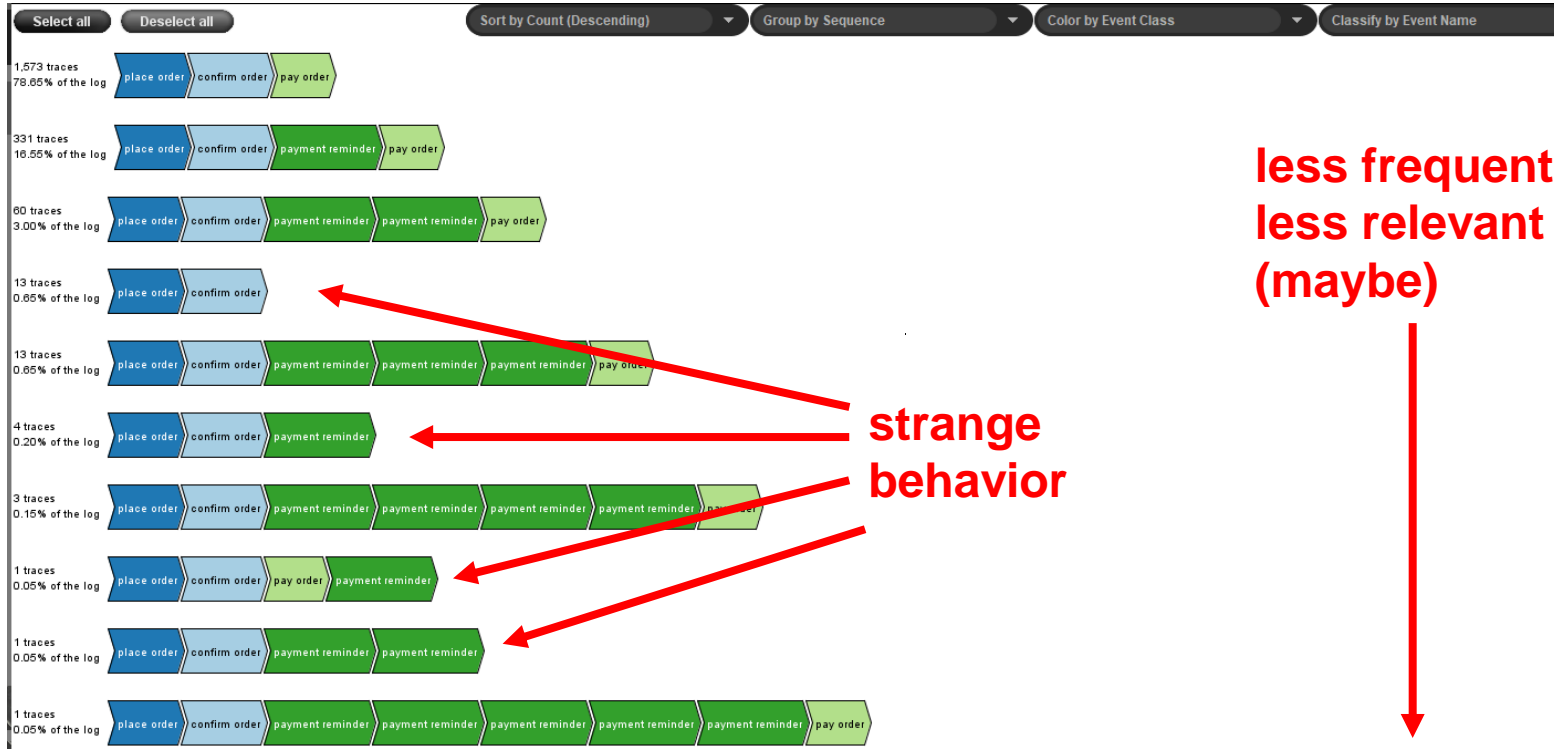 Select all Deselect all Sort by Count (Descending) Group by Sequence Color by Event Class Classify by Event Name
1,573 traces
78.65% of the log
place order confirm order pay order
331 traces
16.55% of the log
place order confirm order payment reminder pay order
60 traces
3.00% of the log
place order confirm order payment reminder payment reminder pay order
13 traces
0.65% of the log
place order confirm order
13 traces
0.65% of the log
place order confirm order payment reminder payment reminder payment reminder pay order
4 traces
0.20% of the log
place order confirm order payment reminder
3 traces
0.15% of the log
place order confirm order payment reminder payment reminder payment reminder payment reminder pay order
1 traces
0.05% of the log
place order confirm order pay order payment reminder
1 traces
0.05% of the log
place order confirm order payment reminder payment reminder
1 traces
0.05% of the log
place order confirm order payment reminder payment reminder payment reminder payment reminder payment reminder pay order
strange
behavior
less frequent
less relevant
(maybe)